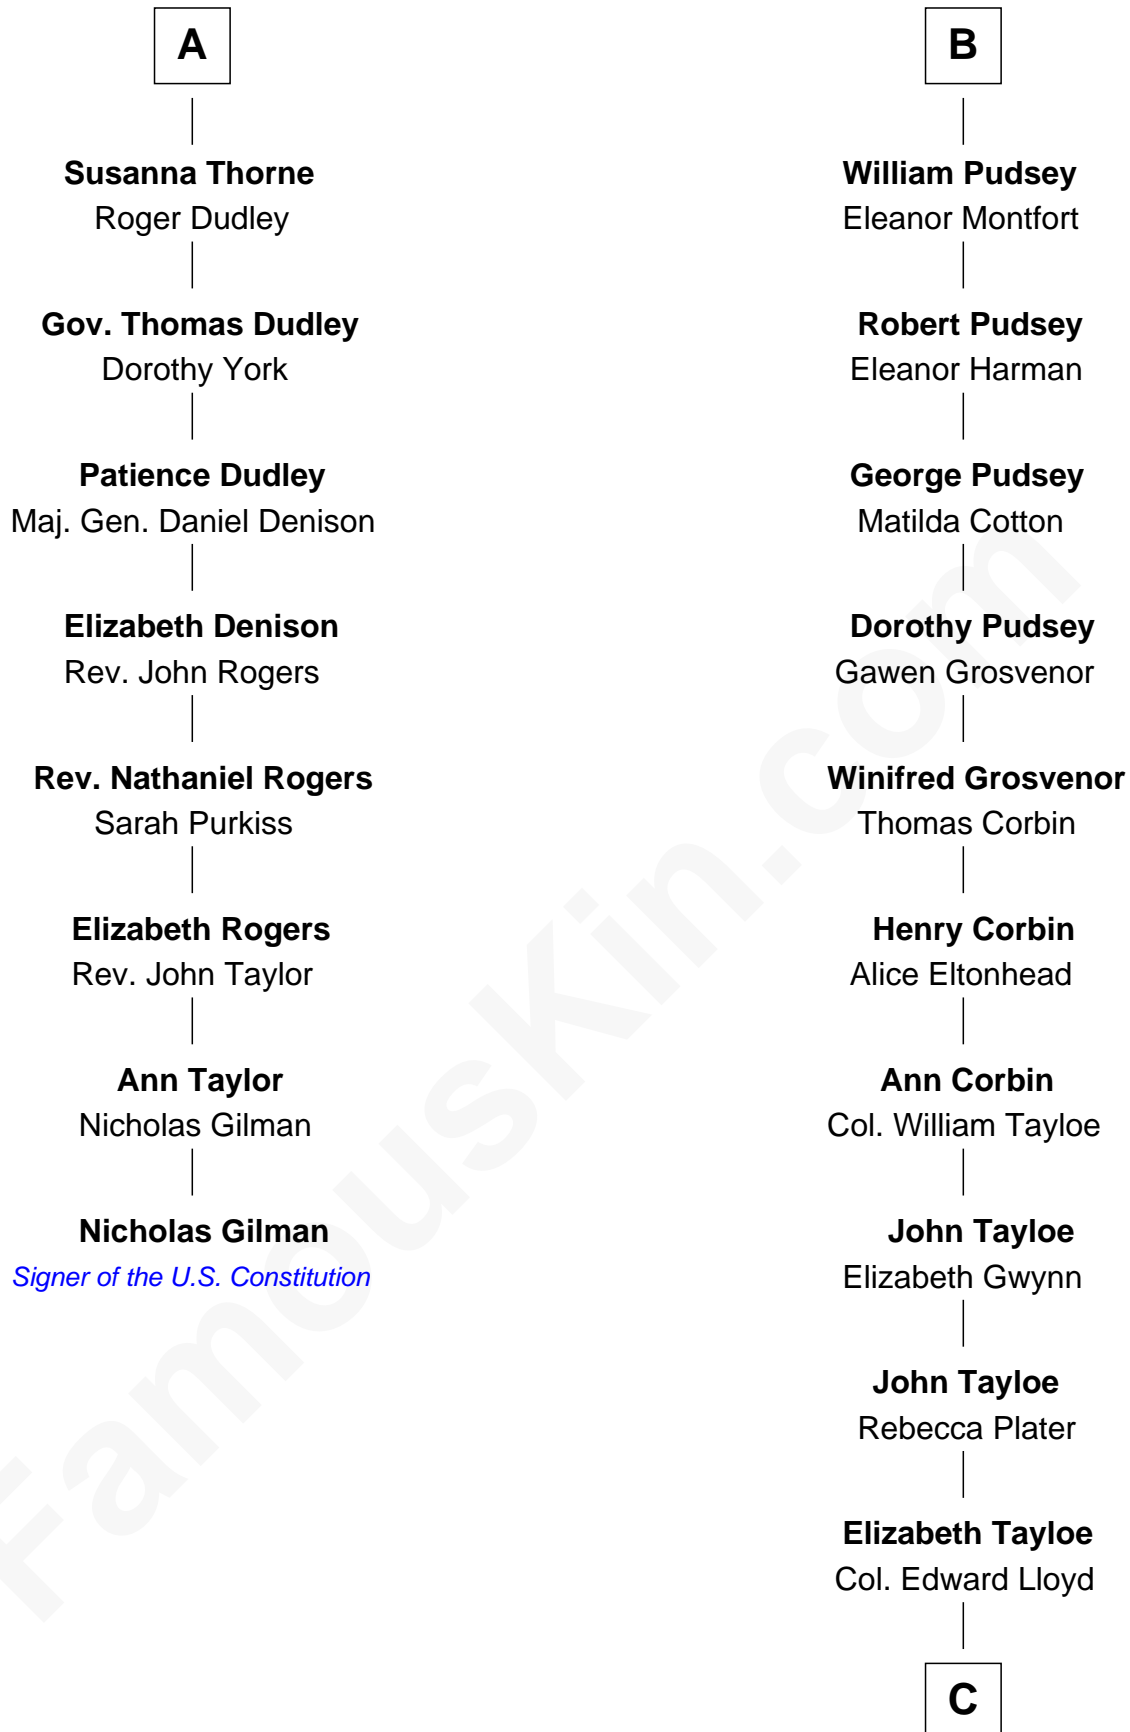 A
Susanna Thorne
Roger Dudley
Gov. Thomas Dudley
Dorothy York
Patience Dudley
Maj. Gen. Daniel Denison
Elizabeth Denison
Rev. John Rogers
Rev. Nathaniel Rogers
Sarah Purkiss
Elizabeth Rogers
Rev. John Taylor
Ann Taylor
Nicholas Gilman
Nicholas Gilman
Signer of the U.S. Constitution
B
William Pudsey
Eleanor Montfort
Robert Pudsey
Eleanor Harman
George Pudsey
Matilda Cotton
Dorothy Pudsey
Gawen Grosvenor
Winifred Grosvenor
Thomas Corbin
Henry Corbin
Alice Eltonhead
Ann Corbin
Col. William Tayloe
John Tayloe
Elizabeth Gwynn
John Tayloe
Rebecca Plater
Elizabeth Tayloe
Col. Edward Lloyd
C
FamousKin.com